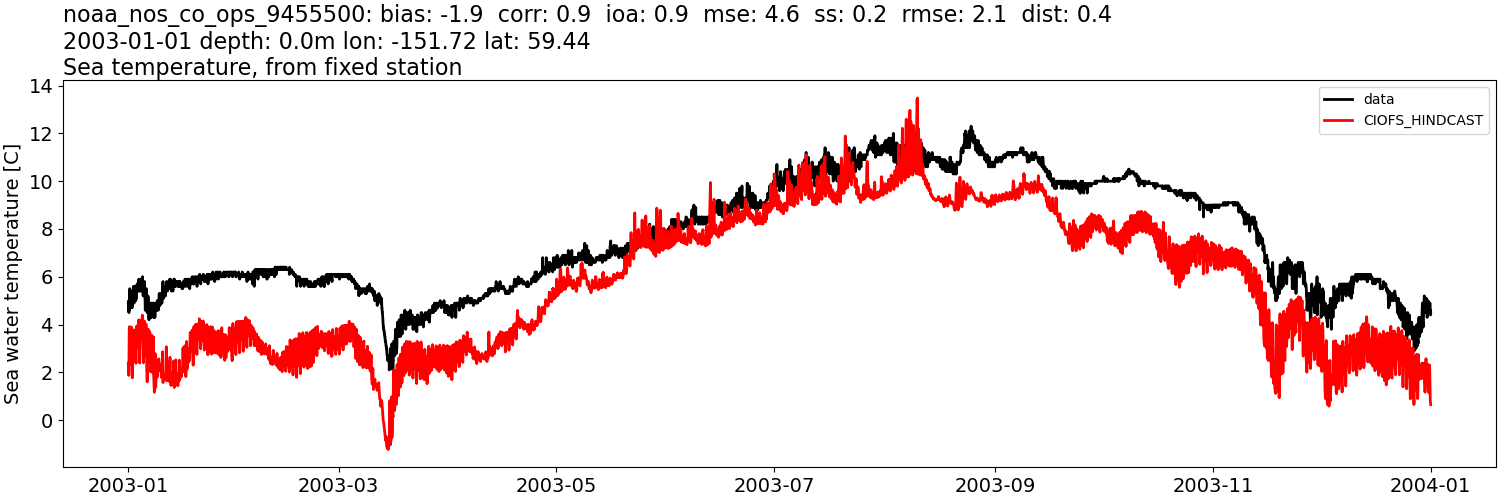 noaa_nos_co_ops_9455500: bias: -1.9  corr: 0.9  ioa: 0.9  mse: 4.6  ss: 0.2  rmse: 2.1  dist: 0.4
2003-01-01 depth: 0.0m lon: -151.72 lat: 59.44
Sea temperature, from fixed station
Sea water temperature [C]
14
12
10
8
6
4
2
0
data
CIOFS_HINDCAST
2003-01 2003-03 2003-05 2003-07 2003-09 2003-11 2004-01